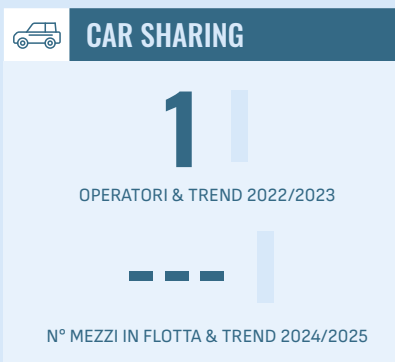 CAR SHARING
1
OPERATORI & TREND 2022/2023
---
N° MEZZI IN FLOTTA & TREND 2024/2025